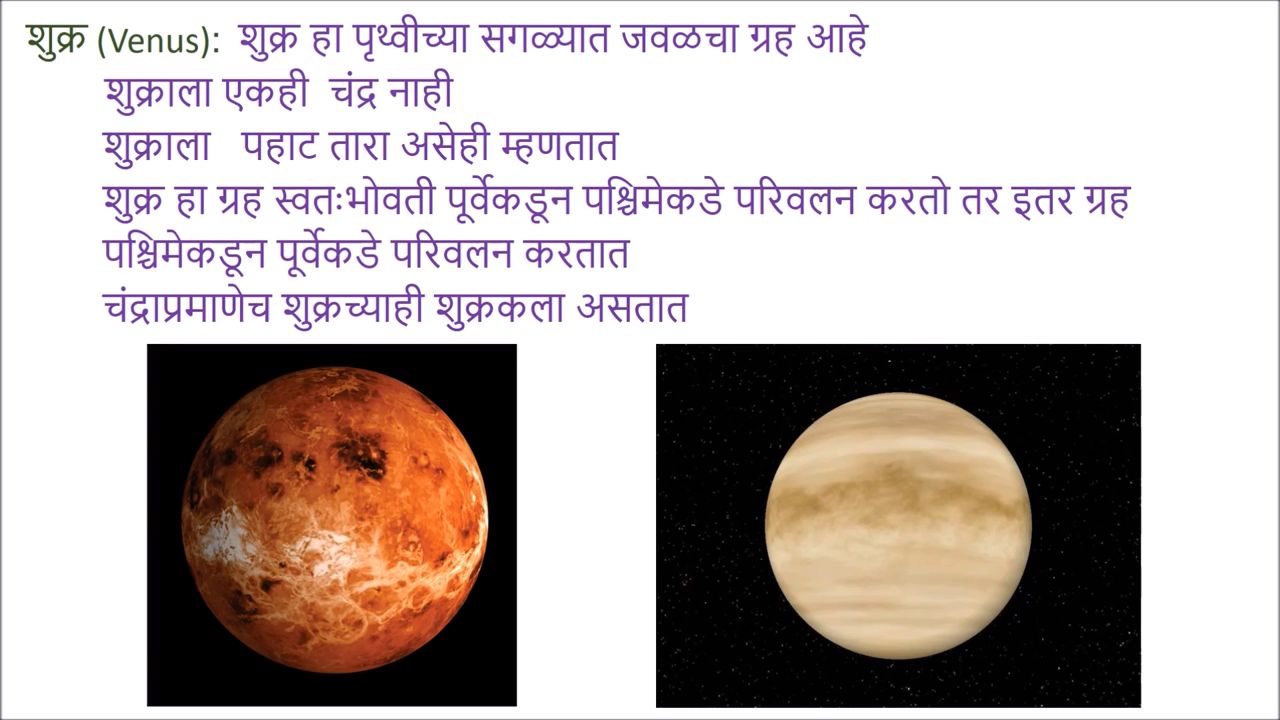 शुक्र (Venus): शुक्र हा पृथ्वीच्या सगळ्यात जवळचा ग्रह आहे
शुक्राला एकही चंद्र नाही
शुक्राला पहाट तारा असेही म्हणतात
शुक्र हा ग्रह स्वतःभोवती पूर्वेकडून पश्चिमेकडे परिवलन करतो तर इतर ग्रह
पश्चिमेकडून पूर्वेकडे परिवलन करतात
चंद्राप्रमाणेच शुक्रच्याही शुक्रकला असतात